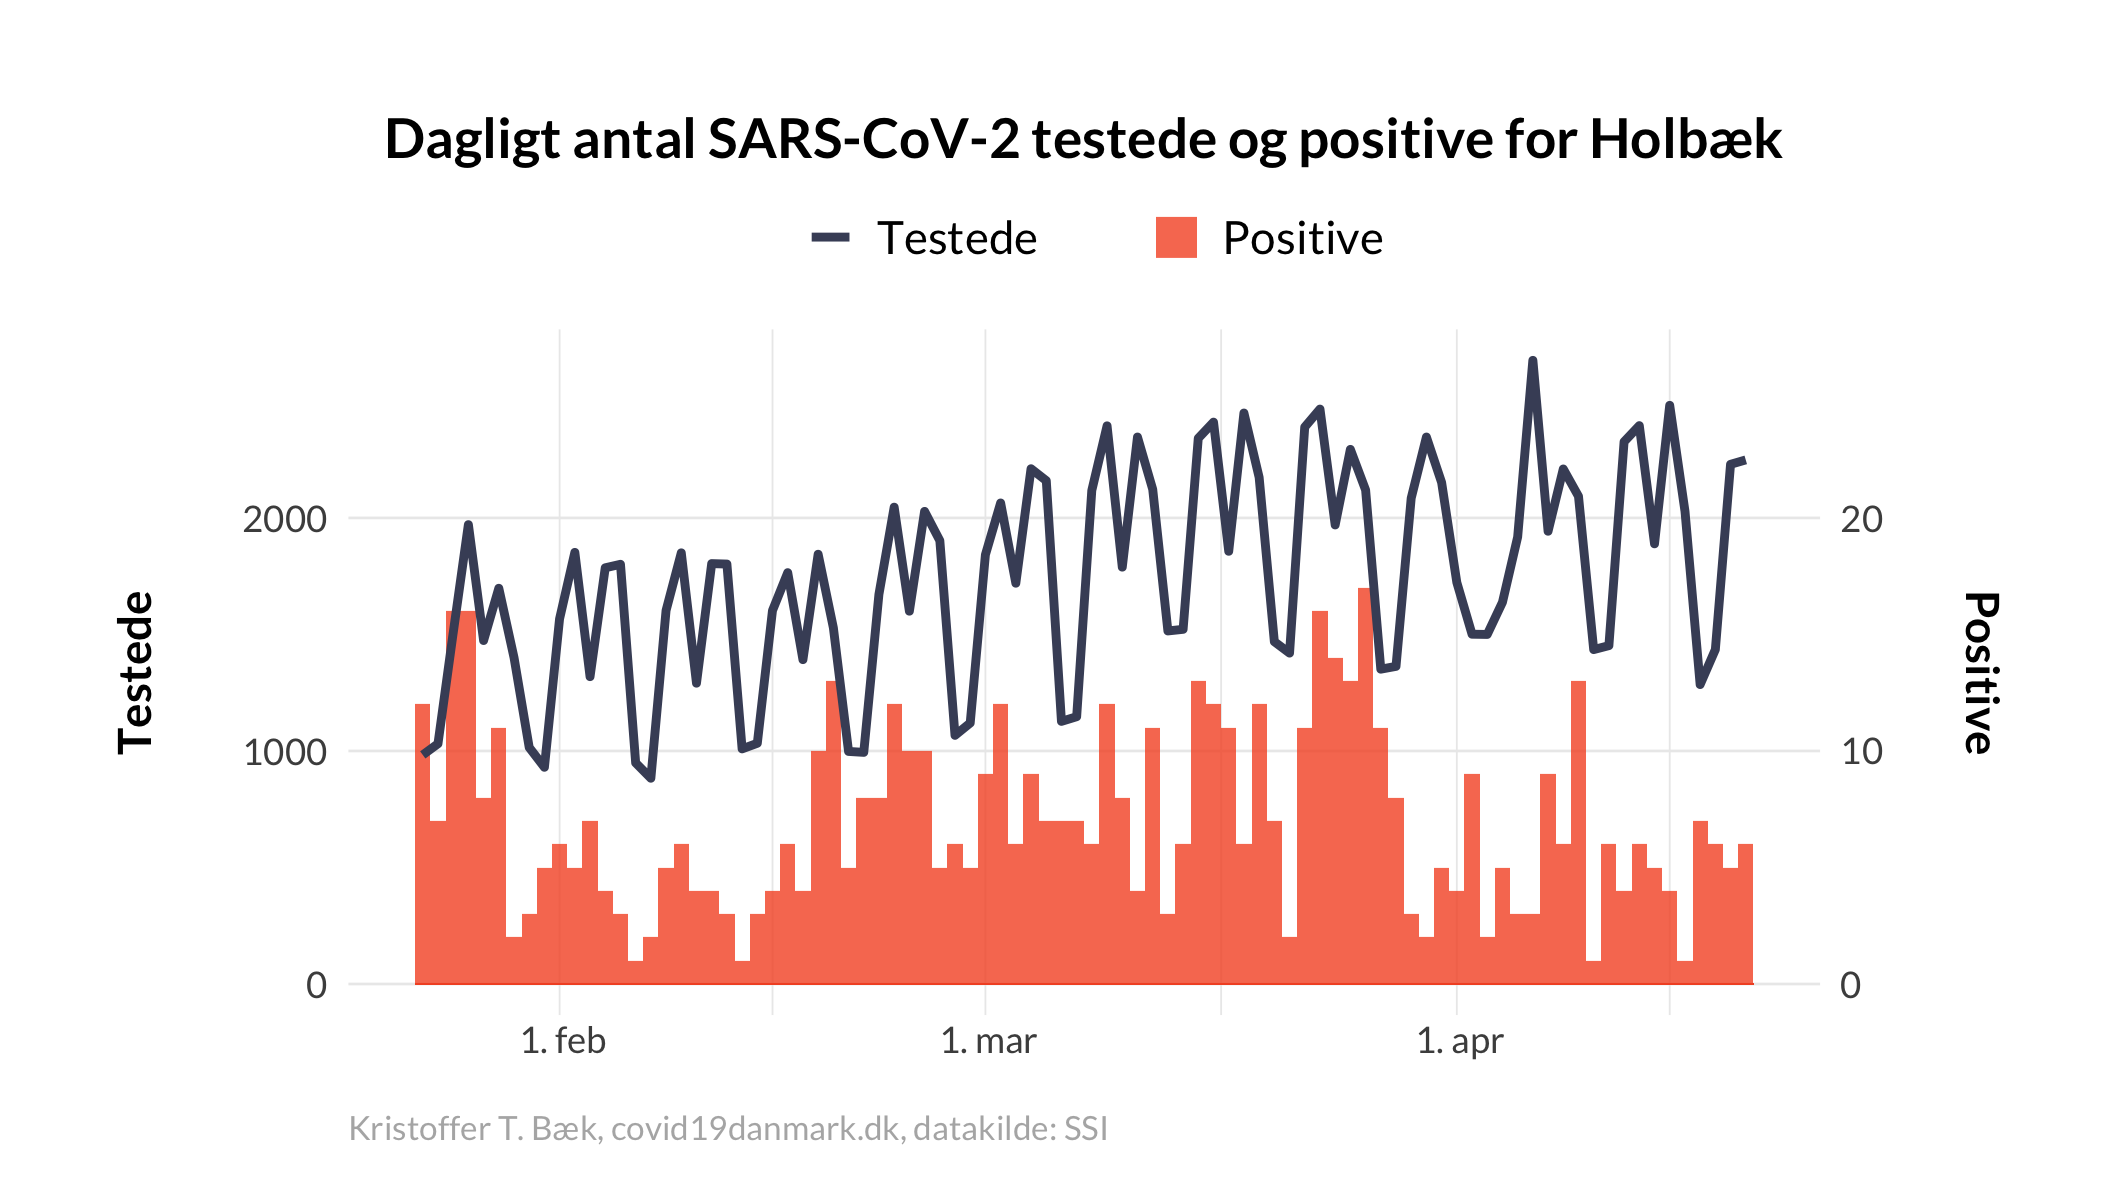 Dagligt antal SARS-CoV-2 testede og positive for Holbæk
Testede Positive
2000 20
1000 10
0 0
Testede
Positive
1. feb 1. mar 1. apr
Kristoffer T. Bæk, covid19danmark.dk, datakilde: SSI